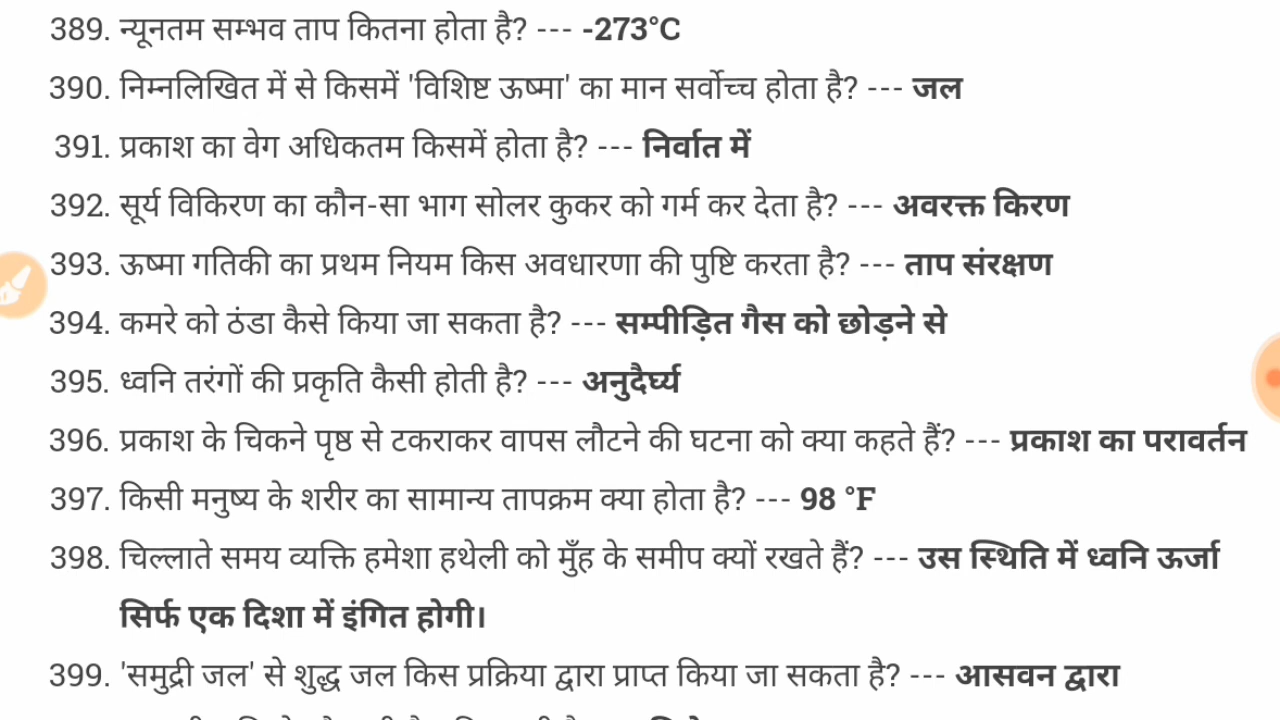 389. न्यूनतम सम्भव ताप कितना होता है? --- -273°C
390. निम्नलिखित में से किसमें 'विशिष्ट ऊष्मा' का मान सर्वोच्च होता है? --- जल
391. प्रकाश का वेग अधिकतम किसमें होता है? --- निर्वात में
392. सूर्य विकिरण का कौन-सा भाग सोलर कुकर को गर्म कर देता है? --- अवरक्त किरण
393. ऊष्मा गतिकी का प्रथम नियम किस अवधारणा की पुष्टि करता है? --- ताप संरक्षण
394. कमरे को ठंडा कैसे किया जा सकता है? --- सम्पीड़ित गैस को छोड़ने से
395. ध्वनि तरंगों की प्रकृति कैसी होती है? --- अनुदैर्घ्य
396. प्रकाश के चिकने पृष्ठ से टकराकर वापस लौटने की घटना को क्या कहते हैं? --- प्रकाश का परावर्तन
397. किसी मनुष्य के शरीर का सामान्य तापक्रम क्या होता है? --- 98 °F
398. चिल्लाते समय व्यक्ति हमेशा हथेली को मुँह के समीप क्यों रखते हैं? --- उस स्थिति में ध्वनि ऊर्जा
सिर्फ एक दिशा में इंगित होगी।
399. 'समुद्री जल' से शुद्ध जल किस प्रक्रिया द्वारा प्राप्त किया जा सकता है? --- आसवन द्वारा